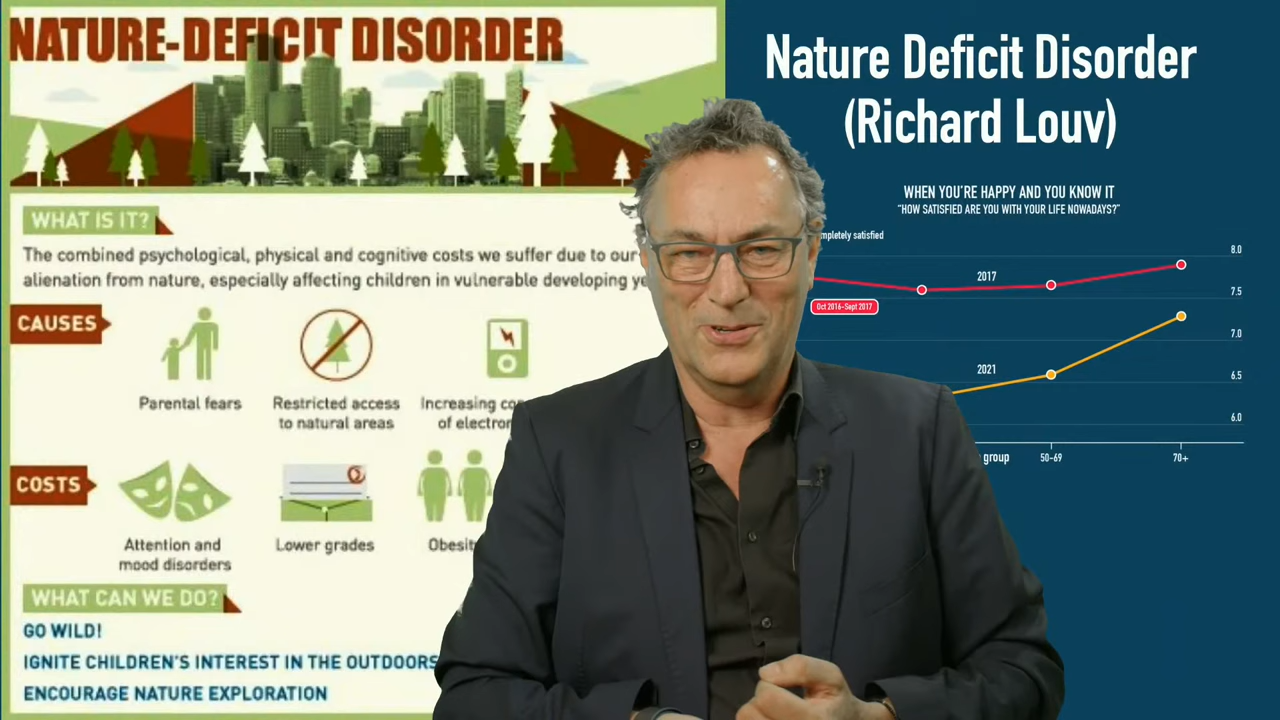 NATURE-DEFICIT DISORDER
WHAT IS IT?
The combined psychological, physical and cognitive costs we suffer due to our
alienation from nature, especially affecting children in vulnerable developing
CAUSES
Parental fears
Restricted access
to natural areas
Increasing
of
COSTS
Attention and
mood disorders
Lower grades
WHAT CAN WE DO?
GO WILD!
IGNITE CHILDREN'S INTEREST IN THE OUTDOORS
ENCOURAGE NATURE EXPLORATION
Nature Deficit Disorder
(Richard Louv)
WHEN YOU'RE HAPPY AND YOU KNOW IT
"HOW SATISFIED ARE YOU WITH YOUR LIFE NOWADAYS?"
satisfied
8.0
2017
7.5
Oct 2016-Sept 2017
7.0
2021
6.5
6.0
group
50-69
70+